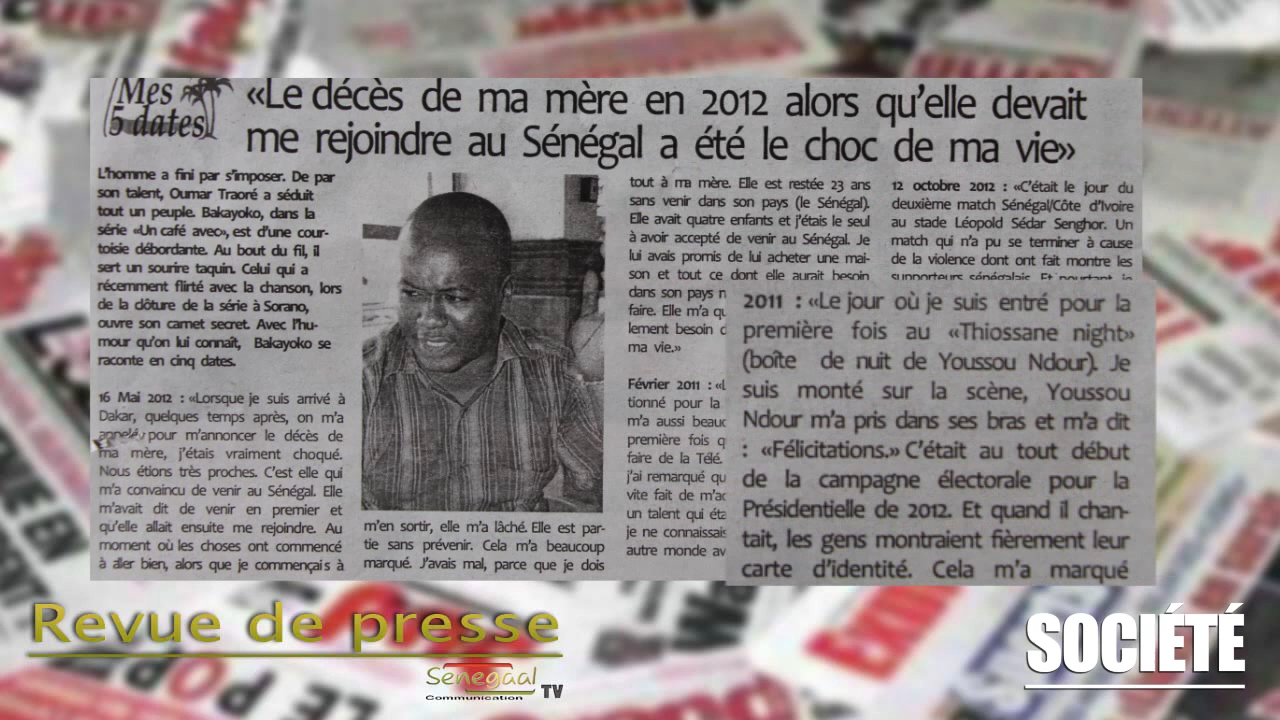 Mes
5 dates
«Le décès de ma mère en 2012 alors qu'elle devait
me rejoindre au Sénégal a été le choc de ma vie»
L'homme a fini par s'imposer. De par
son talent, Oumar Traoré a séduit
tout un peuple. Bakayoko, dans la
série «Un café avec», est d'une cour-
toisie débordante. Au bout du fil, il
sert un sourire taquin. Celui qui a
récemment flirté avec la chanson, lors
de la clôture de la série à Sorano,
ouvre son carnet secret. Avec l'hu-
mour qu'on lui connaît, Bakayoko se
raconte en cinq dates.
16 Mai 2012 : «Lorsque je suis arrivé à
Dakar, quelques temps après, on m'a
appelé pour m'annoncer le décès de
ma mère, j'étais vraiment choqué.
Nous étions très proches. C'est elle qui
m'a convaincu de venir au Sénégal. Elle
m'avait dit de venir en premier et
qu'elle allait ensuite me rejoindre. Au
moment où les choses ont commencé
à aller bien, alors que je commençais à
m'en sortir, elle m'a lâché. Elle est par-
tie sans prévenir. Cela m'a beaucoup
marqué. J'avais mal, parce que je dois
tout à ma mère. Elle est restée 23 ans
sans venir dans son pays (le Sénégal).
Elle avait quatre enfants et j'étais le seul
à avoir accepté de venir au Sénégal. Je
lui avais promis de lui acheter une mai-
son et tout ce dont elle aurait besoin
dans son pays n
faire. Elle m'a qu
lement besoin d
ma vie.»
Février 2011 : «L
tionné pour la
m'a aussi beauc
première fois q
faire de la Télé.
j'ai remarqué qu
vite fait de m'ac
un talent qui éta
je ne connaissais
autre monde av
12 octobre 2012 : «C'était le jour du
deuxième match Sénégal/Côte d'Ivoire
au stade Léopold Sédar Senghor. Un
match qui n'a pu se terminer à cause
de la violence dont ont fait montre les
supporteurs sénégalais. Et pourtant, je
2011 : «Le jour où je suis entré pour la
première fois au «Thiossane night»
(boîte de nuit de Youssou Ndour). Je
suis monté sur la scène, Youssou
Ndour m'a pris dans ses bras et m'a dit
: «Félicitations.» C'était au tout début
de la campagne électorale pour la
Présidentielle de 2012. Et quand il chan-
tait, les gens montraient fièrement leur
carte d'identité. Cela m'a marqué
Revue de presse
Sénegaal
Communication
TV
SOCIÉTÉ